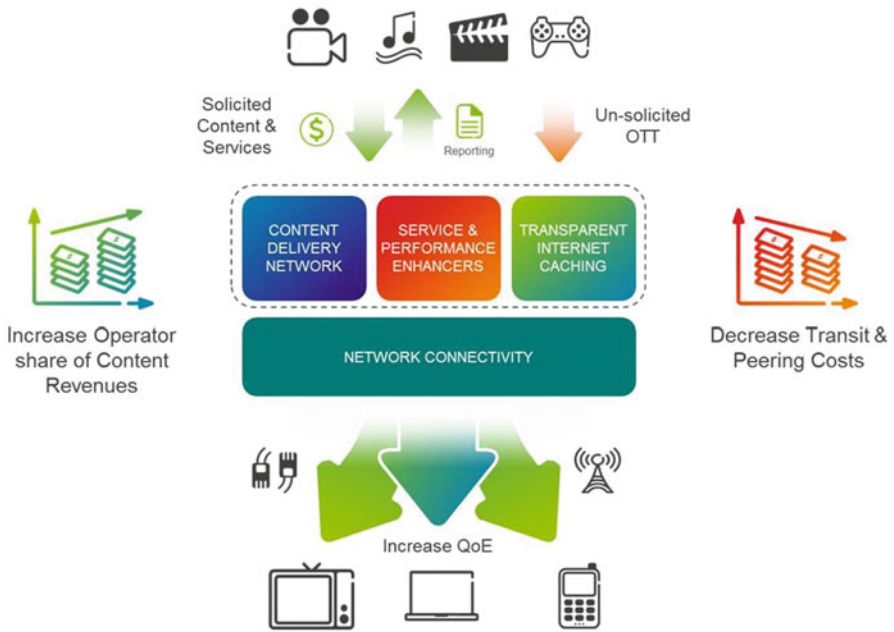 Solicited
Content &
Services
$
Reporting
Un-solicited
OTT
CONTENT
DELIVERY
NETWORK
SERVICE &
PERFORMANCE
ENHANCERS
TRANSPARENT
INTERNET
CACHING
Increase Operator
share of Content
Revenues
NETWORK CONNECTIVITY
Decrease Transit &
Peering Costs
Increase QoE